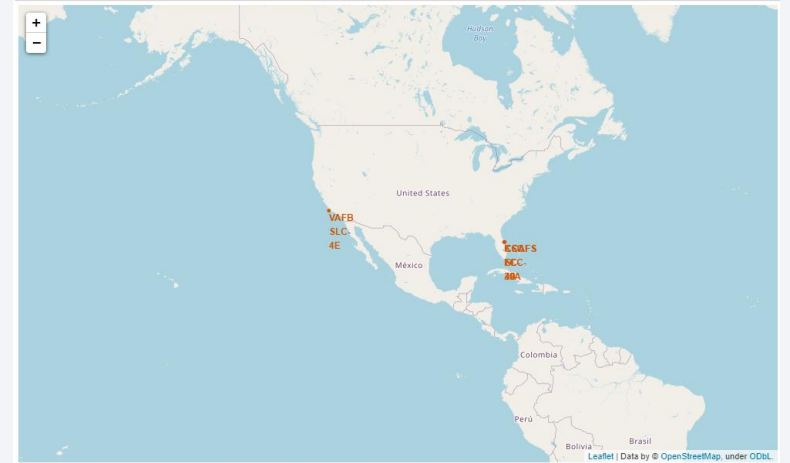 +
−
Hudson
Bay
United States
VAFB
SLC-
4E
México
Colombia
Perú
Brasil
Bolivia
Leaflet | Data by © OpenStreetMap, under ODbL.